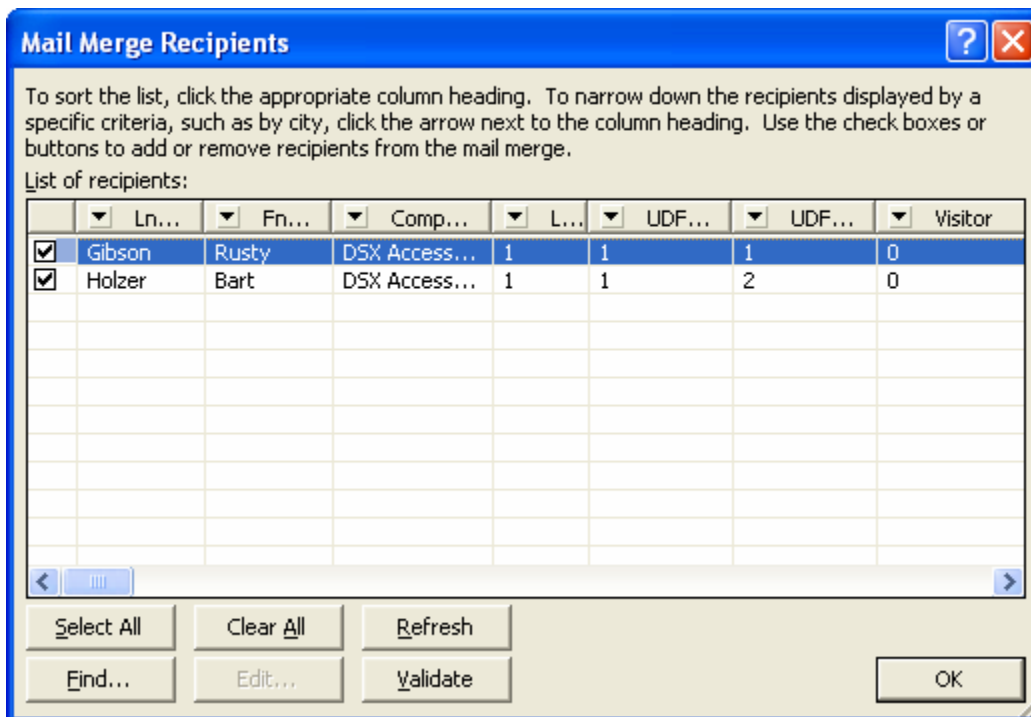 Mail Merge Recipients
To sort the list, click the appropriate column heading. To narrow down the recipients displayed by a
specific criteria, such as by city, click the arrow next to the column heading. Use the check boxes or
buttons to add or remove recipients from the mail merge.
List of recipients:
Ln... Fn... Comp... L... UDF... UDF... Visitor
Gibson Rusty DSX Access... 1 1 1 0
Holzer Bart DSX Access... 1 1 2 0
Select All Clear All Refresh
Find... Edit... Validate OK